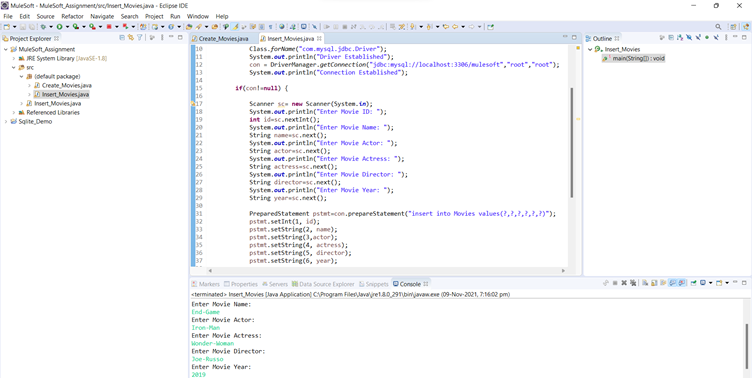 MuleSoft - MuleSoft_Assignment/src/Insert_Movies.java - Eclipse IDE
File Edit Source Refactor Navigate Search Project Run Window Help
Project Explorer
MuleSoft_Assignment
JRE System Library [JavaSE-1.8]
src
(default package)
Create_Movies.java
Insert_Movies.java
Insert_Movies.java
Referenced Libraries
Sqlite_Demo
Create_Movies.java Insert_Movies.java
10 Class.forName("com.mysql.jdbc.Driver");
11 System.out.println("Driver Established");
12 con = DriverManager.getConnection("jdbc:mysql://localhost:3306/mulesoft","root","root");
13 System.out.println("Connection Established");
14
15 if(con!=null) {
16
17 Scanner sc= new Scanner(System.in);
18 System.out.println("Enter Movie ID: ");
19 int id=sc.nextInt();
20 System.out.println("Enter Movie Name: ");
21 String name=sc.next();
22 System.out.println("Enter Movie Actor: ");
23 String actor=sc.next();
24 System.out.println("Enter Movie Actress: ");
25 String actress=sc.next();
26 System.out.println("Enter Movie Director: ");
27 String director=sc.next();
28 System.out.println("Enter Movie Year: ");
29 String year=sc.next();
30
31 PreparedStatement pstmt=con.prepareStatement("insert into Movies values(?,?,?,?,?,?)");
32 pstmt.setInt(1, id);
33 pstmt.setString(2, name);
34 pstmt.setString(3,actor);
35 pstmt.setString(4, actress);
36 pstmt.setString(5, director);
37 pstmt.setString(6, year);
Outline
Insert_Movies
main(String[]) : void
Markers Properties Servers Data Source Explorer Snippets Console
<terminated> Insert_Movies [Java Application] C:\Program Files\Java\jre1.8.0_291\bin\javaw.exe (09-Nov-2021, 7:16:02 pm)
Enter Movie Name:
End-Game
Enter Movie Actor:
Iron-Man
Enter Movie Actress:
Wonder-Woman
Enter Movie Director:
Joe-Russo
Enter Movie Year:
2019